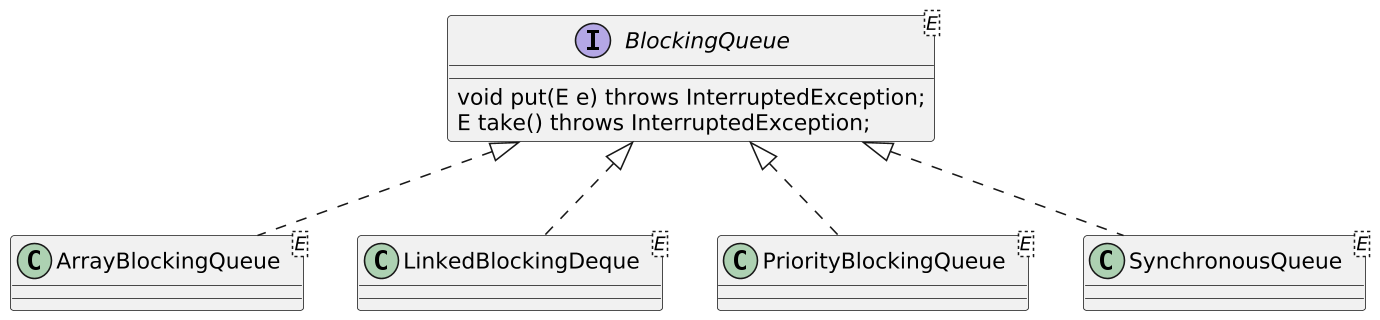 I BlockingQueue E
void put(E e) throws InterruptedException;
E take() throws InterruptedException;
C ArrayBlockingQueue E
C LinkedBlockingDeque E
C PriorityBlockingQueue E
C SynchronousQueue E